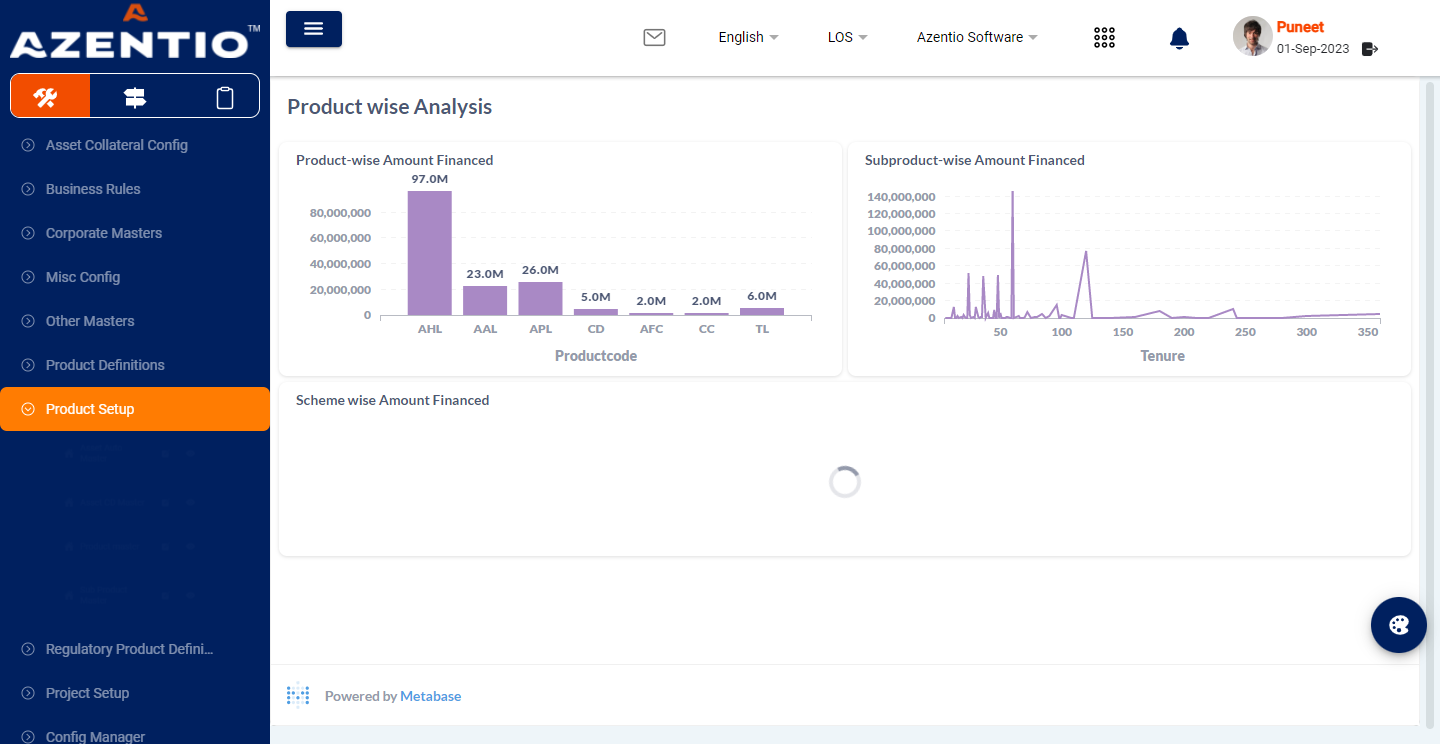 AZENTIO™
English
LOS
Azentio Software
Puneet
01-Sep-2023
Asset Collateral Config
Business Rules
Corporate Masters
Misc Config
Other Masters
Product Definitions
Product Setup
Regulatory Product Defini...
Project Setup
Config Manager
Product wise Analysis
Product-wise Amount Financed
97.0M
80,000,000
60,000,000
40,000,000
20,000,000
0
23.0M
26.0M
5.0M
2.0M
2.0M
6.0M
AHL AAL APL CD AFC CC TL
Productcode
Subproduct-wise Amount Financed
140,000,000
120,000,000
100,000,000
80,000,000
60,000,000
40,000,000
20,000,000
0
50 100 150 200 250 300 350
Tenure
Scheme wise Amount Financed
Powered by Metabase